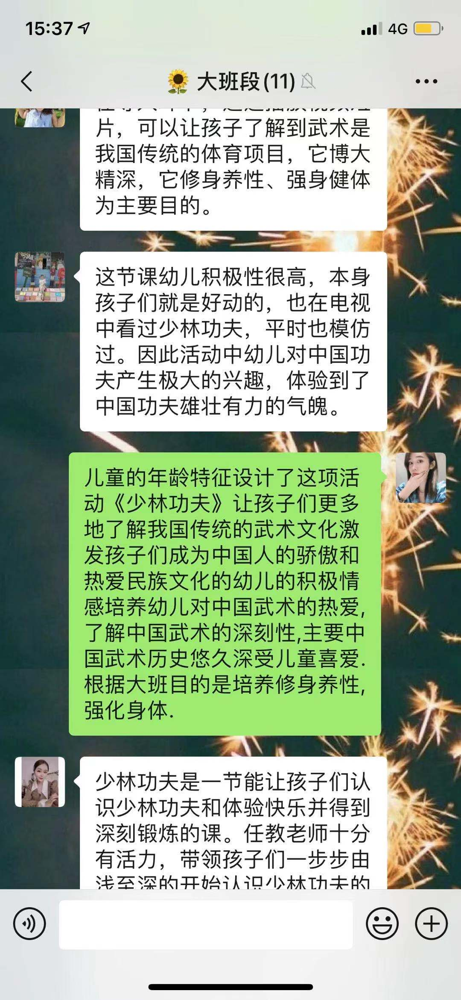 15:37
4G
大班段(11)
片，可以让孩子了解到武术是
我国传统的体育项目，它博大
精深，它修身养性、强身健体
为主要目的。
这节课幼儿积极性很高，本身
孩子们就是好动的，也在电视
中看过少林功夫，平时也模仿
过。因此活动中幼儿对中国功
夫产生极大的兴趣，体验到了
中国功夫雄壮有力的气魄。
儿童的年龄特征设计了这项活
动《少林功夫》让孩子们更多
地了解我国传统的武术文化激
发孩子们成为中国人的骄傲和
热爱民族文化的幼儿的积极情
感培养幼儿对中国武术的热爱,
了解中国武术的深刻性,主要中
国武术历史悠久深受儿童喜爱.
根据大班目的是培养修身养性,
强化身体.
少林功夫是一节能让孩子们认
识少林功夫和体验快乐并得到
深刻锻炼的课。任教老师十分
有活力，带领孩子们一步步由
浅至深的开始认识少林功夫的